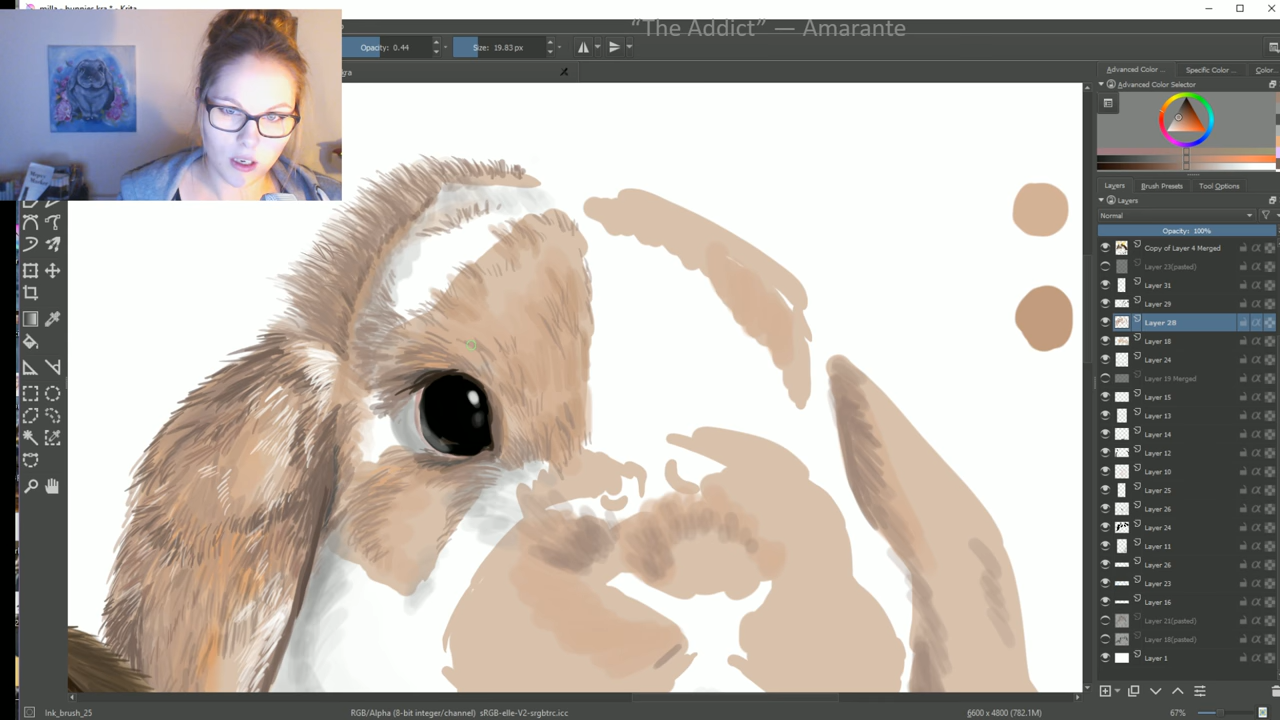 milla - bunnies.kra * - Krita
"The Addict" — Amarante
Opacity: 0.44
Size: 19.83 px
kra
Advanced Color ...
Specific Color ...
Color...
Advanced Color Selector
Layers
Brush Presets
Tool Options
Layers
Normal
Opacity: 100%
Copy of Layer 4 Merged
Layer 23(pasted)
Layer 31
Layer 29
Layer 28
Layer 18
Layer 24
Layer 19 Merged
Layer 15
Layer 13
Layer 14
Layer 12
Layer 10
Layer 25
Layer 26
Layer 24
Layer 11
Layer 26
Layer 23
Layer 16
Layer 21(pasted)
Layer 18(pasted)
Layer 1
Ink_brush_25
RGB/Alpha (8-bit integer/channel) sRGB-elle-V2-srgbtrc.icc
6600 x 4800 (782.1M)
67%